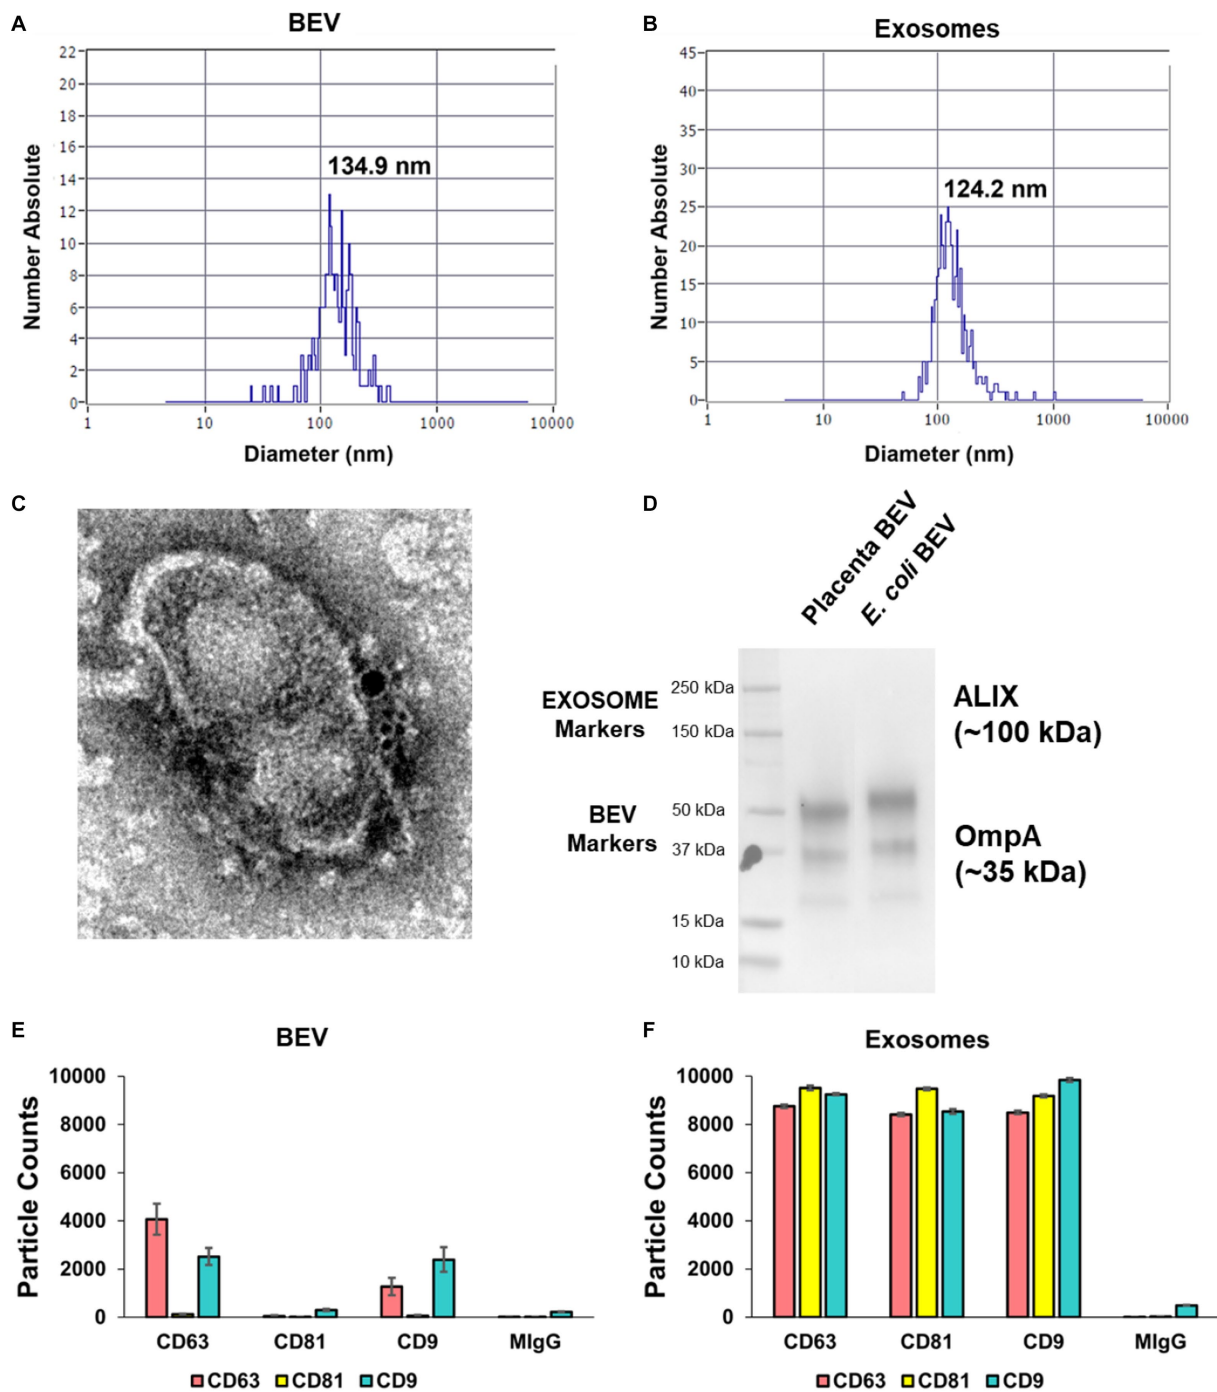 A
BEV
22
20
18
16
14
12
10
8
6
4
2
0
Number Absolute
134.9 nm
1
10
100
1000
10000
Diameter (nm)
B
Exosomes
45
40
35
30
25
20
15
10
5
0
Number Absolute
124.2 nm
1
10
100
1000
10000
Diameter (nm)
C
D
Placenta BEV
E. coli BEV
EXOSOME
Markers
BEV
Markers
250 kDa
150 kDa
50 kDa
37 kDa
15 kDa
10 kDa
ALIX
(~100 kDa)
OmpA
(~35 kDa)
E
BEV
10000
8000
6000
4000
2000
0
Particle Counts
CD63
CD81
CD9
MIgG
CD63 CD81 CD9
F
Exosomes
10000
8000
6000
4000
2000
0
Particle Counts
CD63
CD81
CD9
MIgG
CD63 CD81 CD9